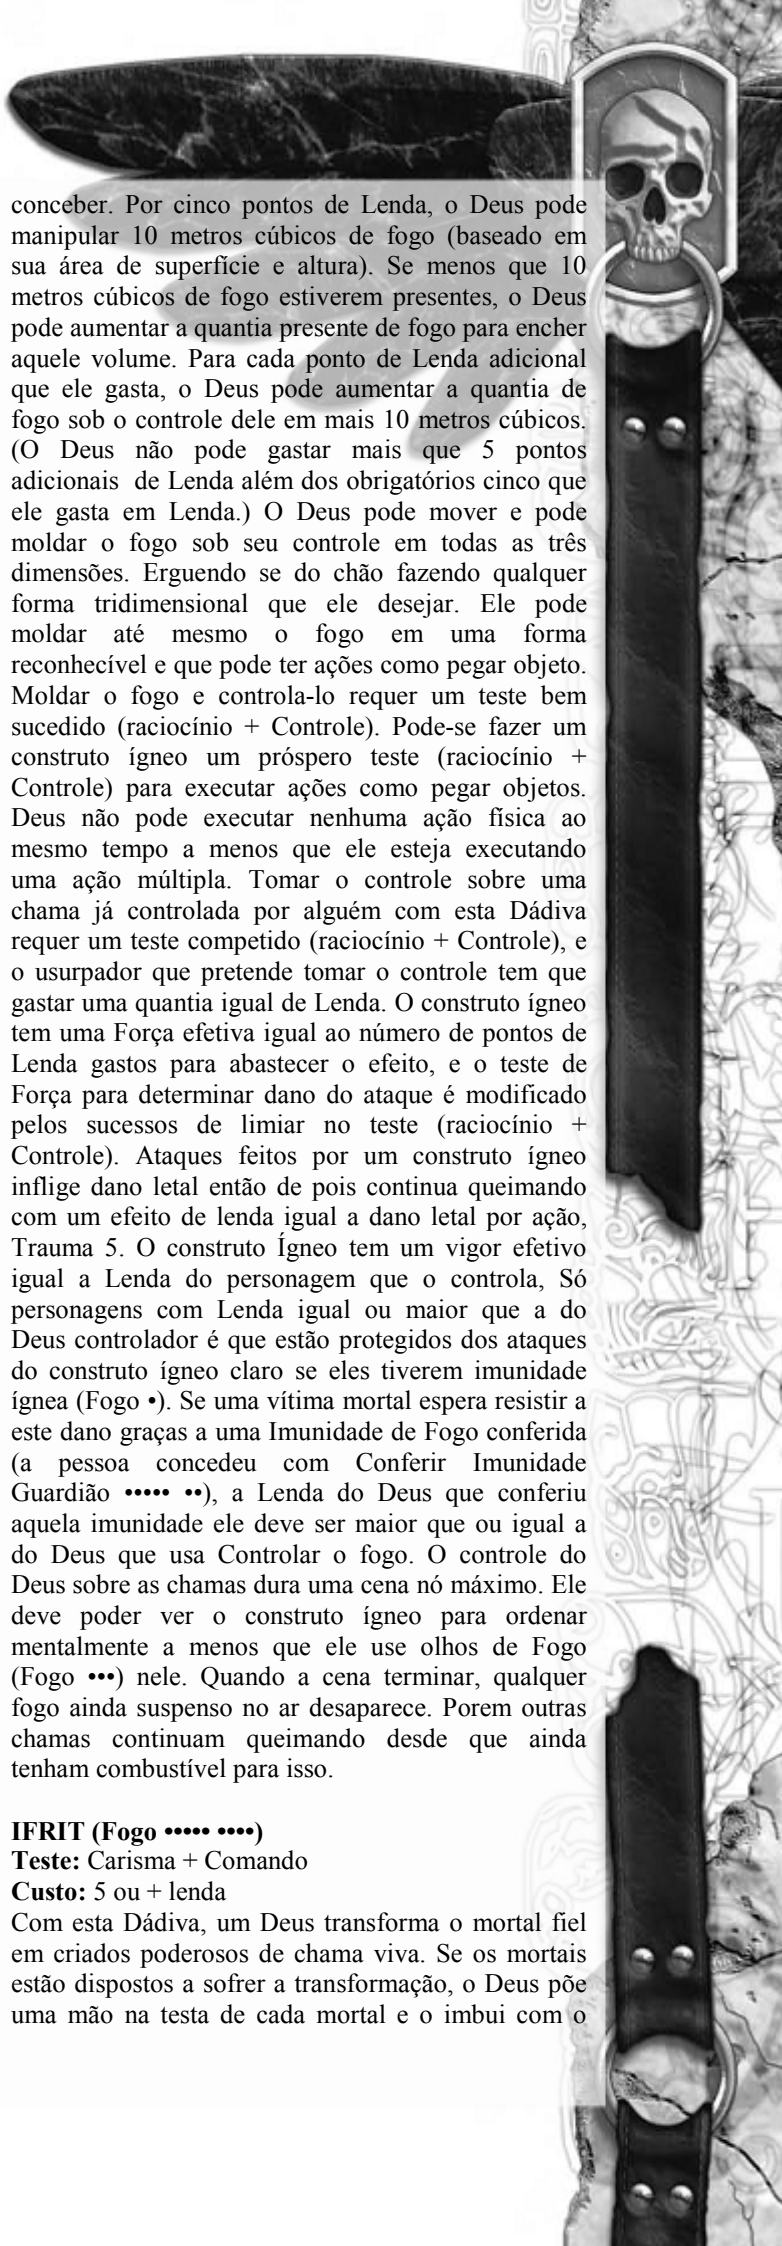 conceber. Por cinco pontos de Lenda, o Deus pode
manipular 10 metros cúbicos de fogo (baseado em
sua área de superfície e altura). Se menos que 10
metros cúbicos de fogo estiverem presentes, o Deus
pode aumentar a quantia presente de fogo para encher
aquele volume. Para cada ponto de Lenda adicional
que ele gasta, o Deus pode aumentar a quantia de
fogo sob o controle dele em mais 10 metros cúbicos.
(O Deus não pode gastar mais que 5 pontos
adicionais de Lenda além dos obrigatórios cinco que
ele gasta em Lenda.) O Deus pode mover e pode
moldar o fogo sob seu controle em todas as três
dimensões. Erguendo se do chão fazendo qualquer
forma tridimensional que ele desejar. Ele pode
moldar até mesmo o fogo em uma forma
reconhecível e que pode ter ações como pegar objeto.
Moldar o fogo e controla-lo requer um teste bem
sucedido (raciocínio + Controle). Pode-se fazer um
construto ígneo um próspero teste (raciocínio +
Controle) para executar ações como pegar objetos.
Deus não pode executar nenhuma ação física ao
mesmo tempo a menos que ele esteja executando
uma ação múltipla. Tomar o controle sobre uma
chama já controlada por alguém com esta Dádiva
requer um teste competido (raciocínio + Controle), e
o usurpador que pretende tomar o controle tem que
gastar uma quantia igual de Lenda. O construto ígneo
tem uma Força efetiva igual ao número de pontos de
Lenda gastos para abastecer o efeito, e o teste de
Força para determinar dano do ataque é modificado
pelos sucessos de limiar no teste (raciocínio +
Controle). Ataques feitos por um construto ígneo
inflige dano letal então de pois continua queimando
com um efeito de lenda igual a dano letal por ação,
Trauma 5. O construto Ígneo tem um vigor efetivo
igual a Lenda do personagem que o controla, Só
personagens com Lenda igual ou maior que a do
Deus controlador é que estão protegidos dos ataques
do construto ígneo claro se eles tiverem imunidade
ígnea (Fogo •). Se uma vítima mortal espera resistir a
este dano graças a uma Imunidade de Fogo conferida
(a pessoa concedeu com Conferir Imunidade
Guardião ••••• ••), a Lenda do Deus que conferiu
aquela imunidade ele deve ser maior que ou igual a
do Deus que usa Controlar o fogo. O controle do
Deus sobre as chamas dura uma cena nó máximo. Ele
deve poder ver o construto ígneo para ordenar
mentalmente a menos que ele use olhos de Fogo
(Fogo •••) nele. Quando a cena terminar, qualquer
fogo ainda suspenso no ar desaparece. Porem outras
chamas continuam queimando desde que ainda
tenham combustível para isso.
IFRIT (Fogo ••••• ••••)
Teste: Carisma + Comando
Custo: 5 ou + lenda
Com esta Dádiva, um Deus transforma o mortal fiel
em criados poderosos de chama viva. Se os mortais
estão dispostos a sofrer a transformação, o Deus põe
uma mão na testa de cada mortal e o imbui com o